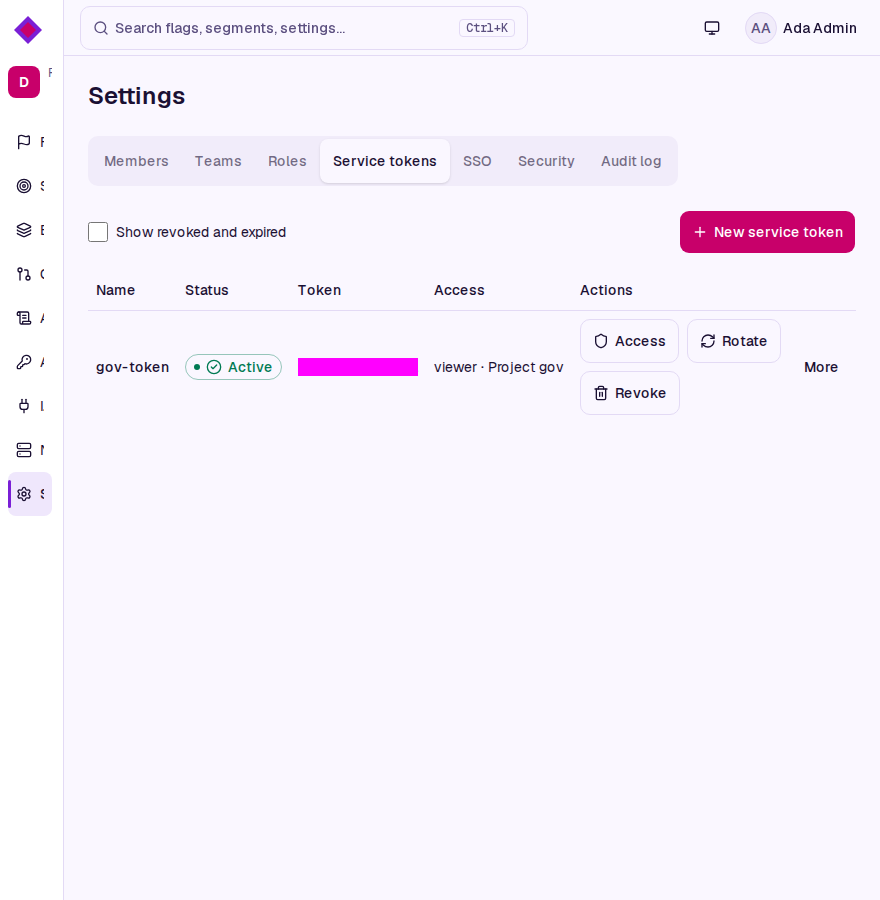 Search flags, segments, settings... Ctrl+K
AA Ada Admin
D
Settings
Members Teams Roles Service tokens SSO Security Audit log
Show revoked and expired
New service token
Name Status Token Access Actions
gov-token Active viewer · Project gov Access Rotate More
Revoke